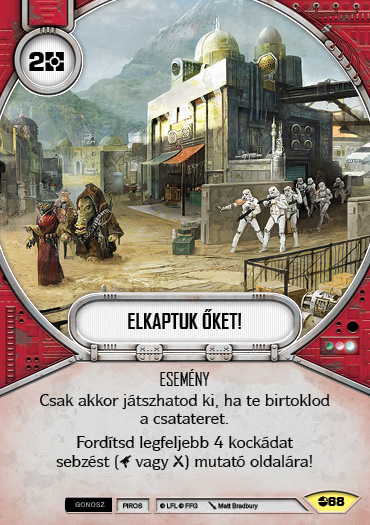 2
ELKAPTUK ŐKET!
ESEMÉNY
Csak akkor játszhatod ki, ha te birtoklod
a csatateret.
Fordítsd legfeljebb 4 kockádat
sebzést ( vagy ) mutató oldalára!
GONOSZ PIROS © LFL © FFG Matt Bradbury 88